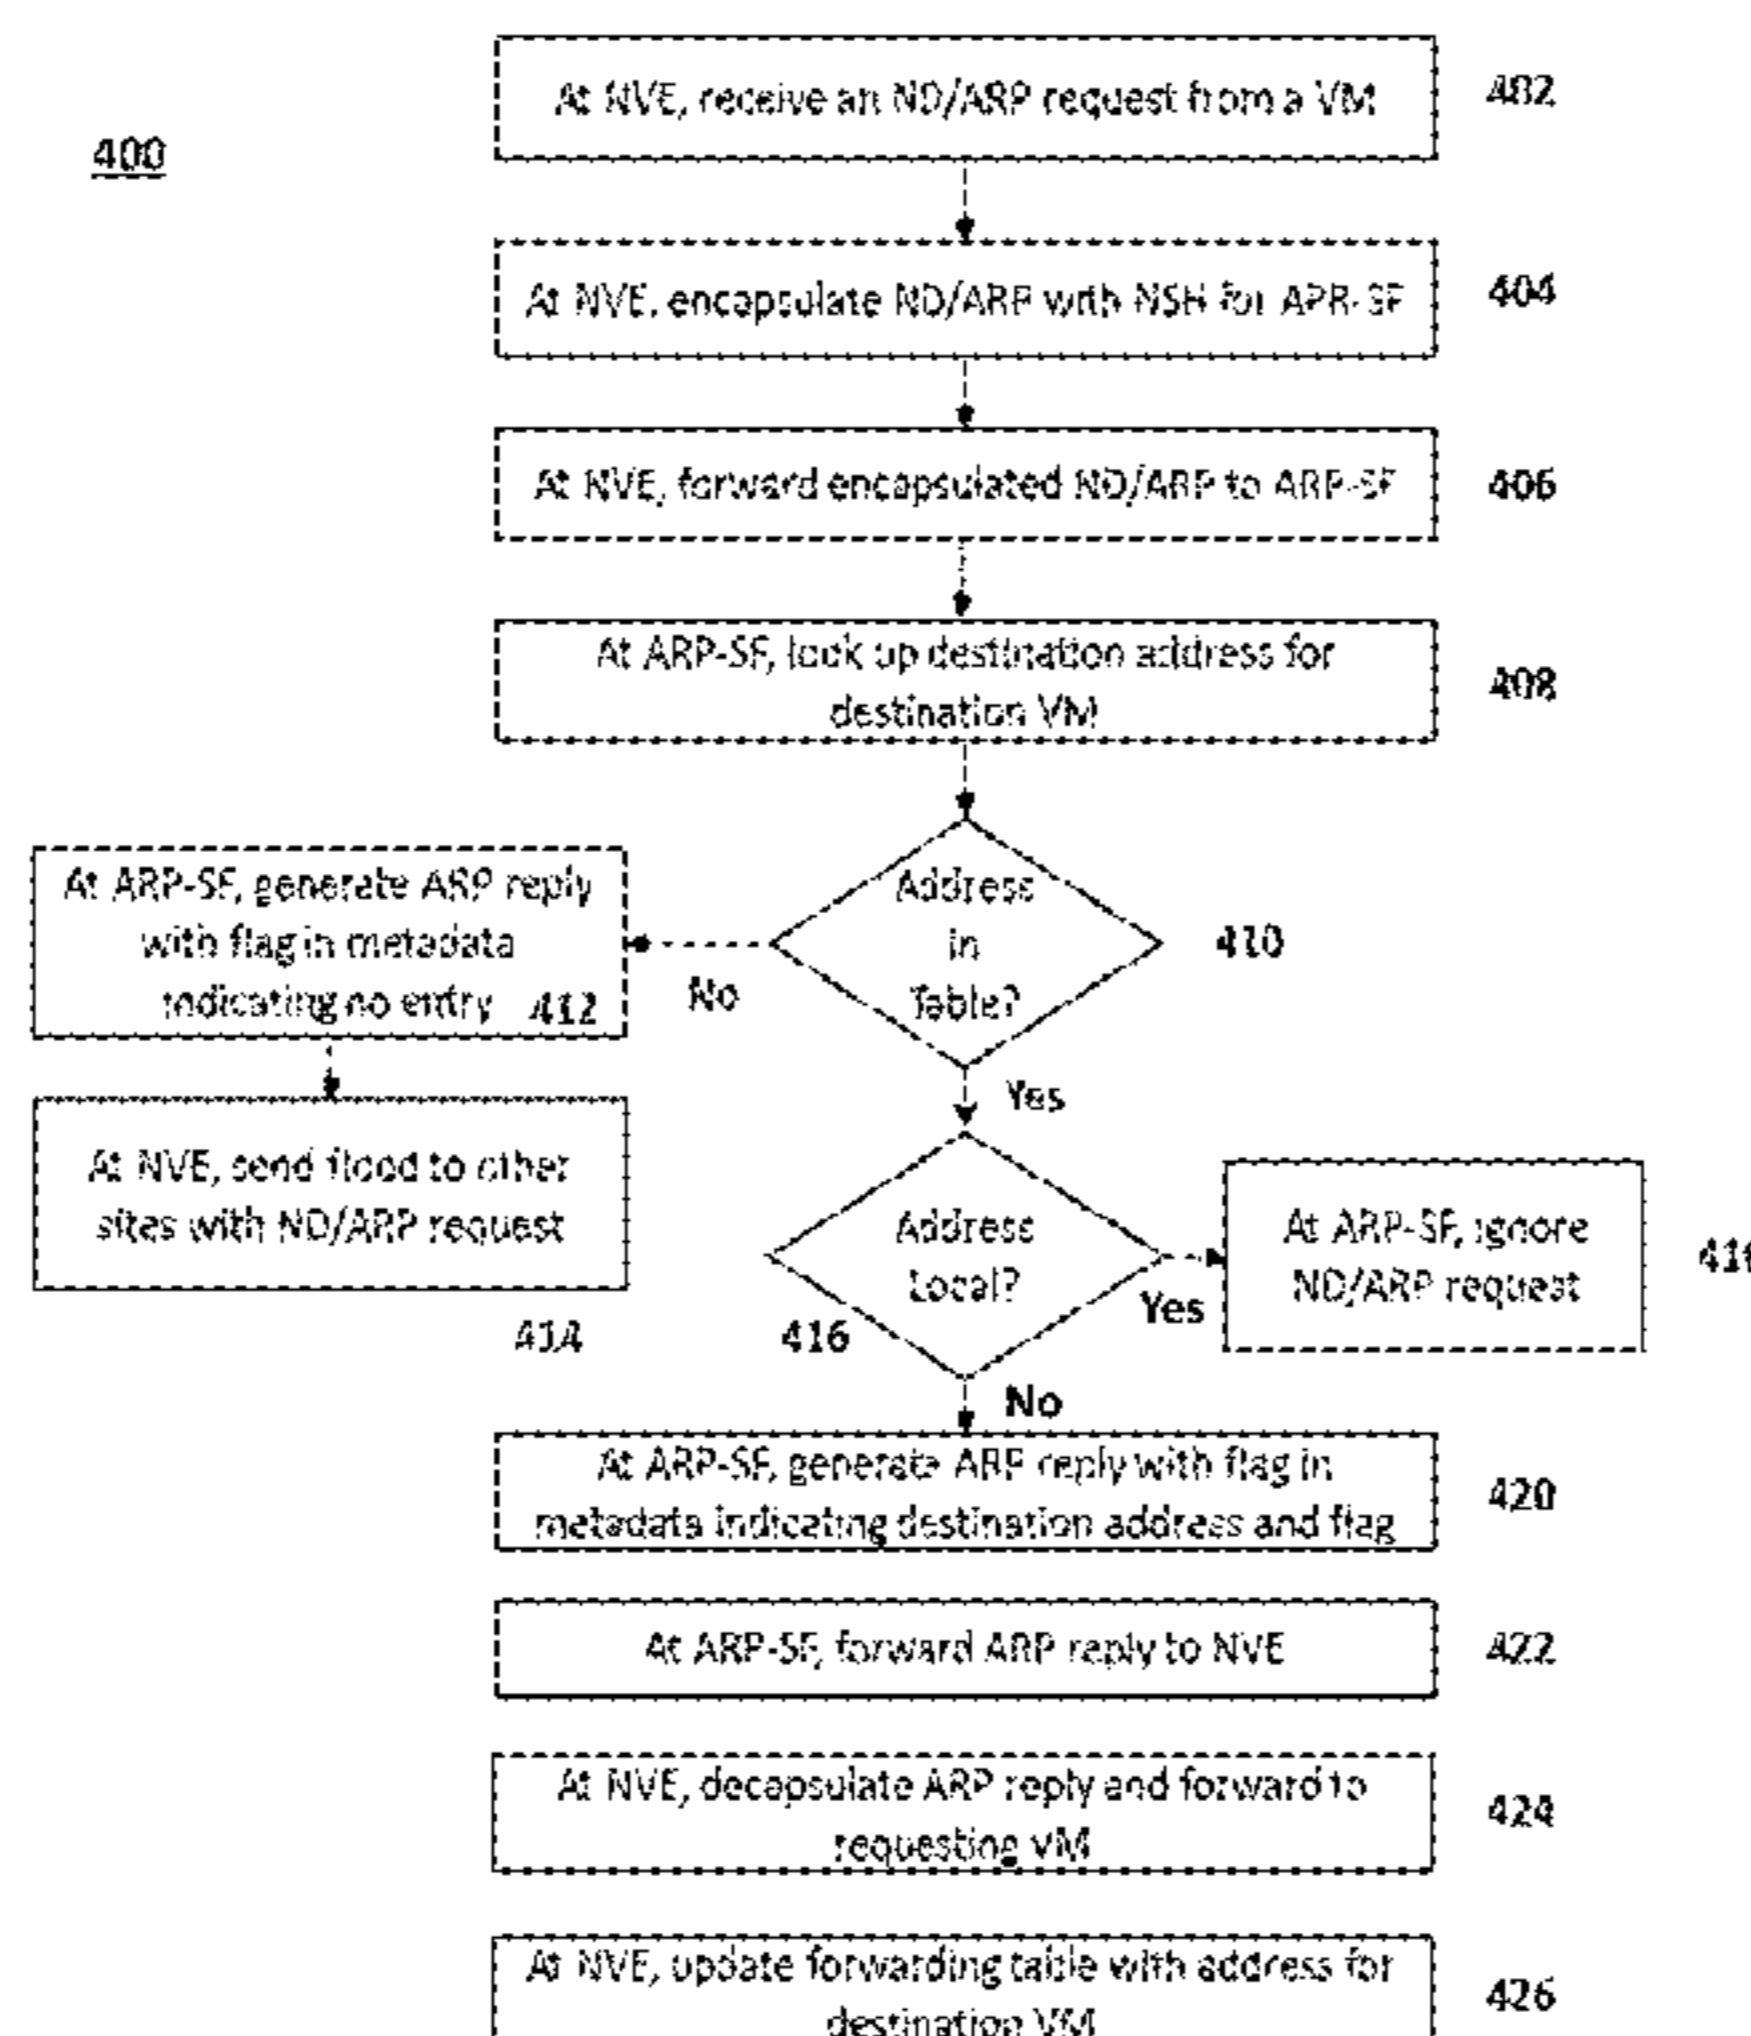 400
At NVE, receive an ND/ARP request from a VM
402
At NVE, encapsulate ND/ARP with NSH for APR-SF
404
At NVE, forward encapsulated ND/ARP to ARP-SF
406
At ARP-SF, look up destination address for
destination VM
408
Address
in
Table?
410
No
At ARP-SF, generate ARP reply
with flag in metadata
indicating no entry
412
Yes
At NVE, send flood to other
sites with ND/ARP request
414
Address
Local?
416
Yes
At ARP-SF, ignore
ND/ARP request
No
At ARP-SF, generate ARP reply with flag in
metadata indicating destination address and flag
420
At ARP-SF, forward ARP reply to NVE
422
At NVE, decapsulate ARP reply and forward to
requesting VM
424
At NVE, update forwarding table with address for
destination VM
426